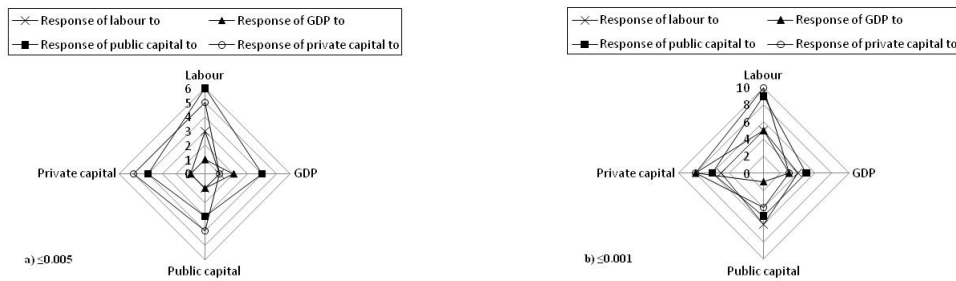 Response of labour to
Response of GDP to
Response of public capital to
Response of private capital to
Labour
6
5
4
3
2
1
0
Private capital
GDP
Public capital
a) ≤0.005
Response of labour to
Response of GDP to
Response of public capital to
Response of private capital to
Labour
10
8
6
4
2
0
Private capital
GDP
Public capital
b) ≤0.001